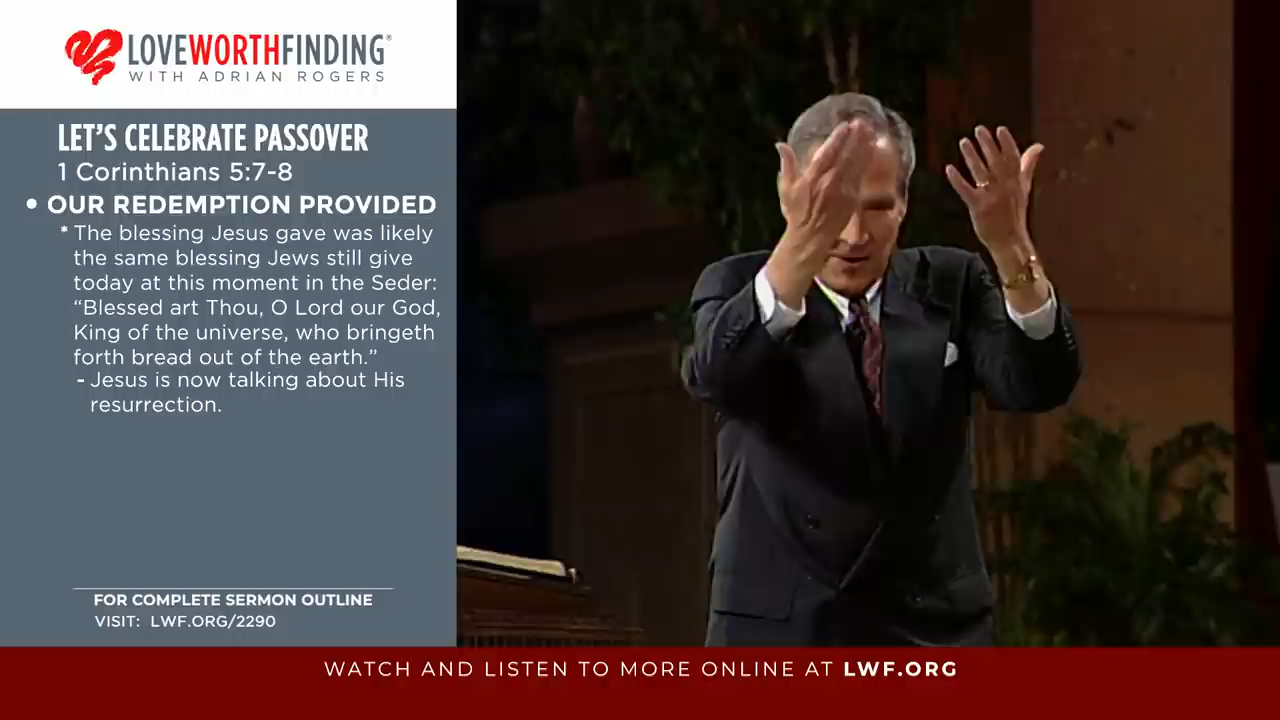 LOVEWORTHFINDING®
WITH ADRIAN ROGERS
LET'S CELEBRATE PASSOVER
1 Corinthians 5:7-8
• OUR REDEMPTION PROVIDED
* The blessing Jesus gave was likely
the same blessing Jews still give
today at this moment in the Seder:
“Blessed art Thou, O Lord our God,
King of the universe, who bringeth
forth bread out of the earth.”
- Jesus is now talking about His
resurrection.
FOR COMPLETE SERMON OUTLINE
VISIT: LWF.ORG/2290
WATCH AND LISTEN TO MORE ONLINE AT LWF.ORG